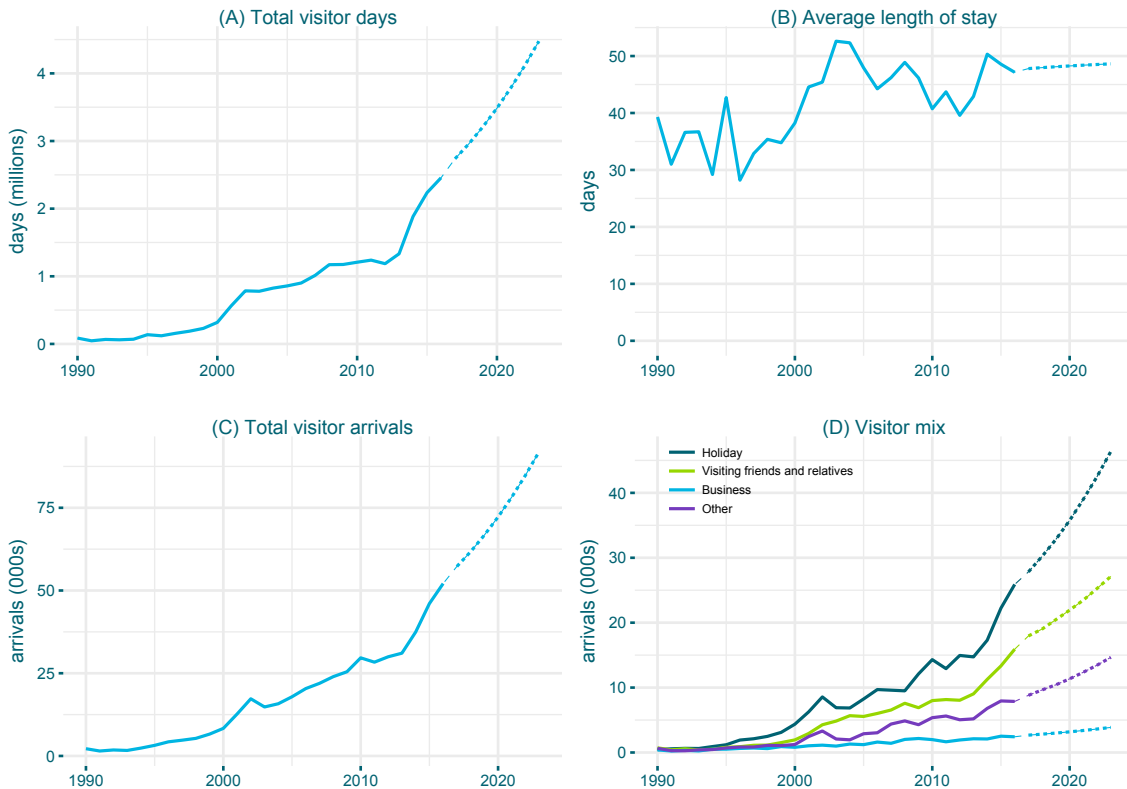 (A) Total visitor days
days (millions)
4
3
2
1
0
1990 2000 2010 2020
(B) Average length of stay
days
50
40
30
20
10
0
1990 2000 2010 2020
(C) Total visitor arrivals
arrivals (000s)
75
50
25
0
1990 2000 2010 2020
(D) Visitor mix
Holiday
Visiting friends and relatives
Business
Other
arrivals (000s)
40
30
20
10
0
1990 2000 2010 2020